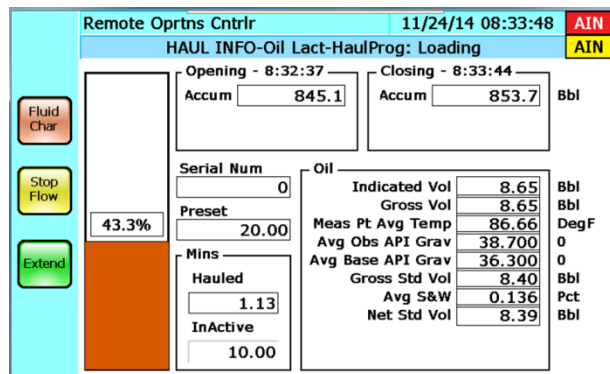 Remote Oprtns Cntrlr 11/24/14 08:33:48 AIN
HAUL INFO-Oil Lact-HaulProg: Loading AIN
Opening - 8:32:37
Accum 845.1
Closing - 8:33:44
Accum 853.7 Bbl
Fluid
Char
Stop
Flow
Extend
43.3%
Serial Num
0
Preset
20.00
Mins
Hauled
1.13
InActive
10.00
Oil
Indicated Vol 8.65 Bbl
Gross Vol 8.65 Bbl
Meas Pt Avg Temp 86.66 DegF
Avg Obs API Grav 38.700 0
Avg Base API Grav 36.300 0
Gross Std Vol 8.40 Bbl
Avg S&W 0.136 Pct
Net Std Vol 8.39 Bbl